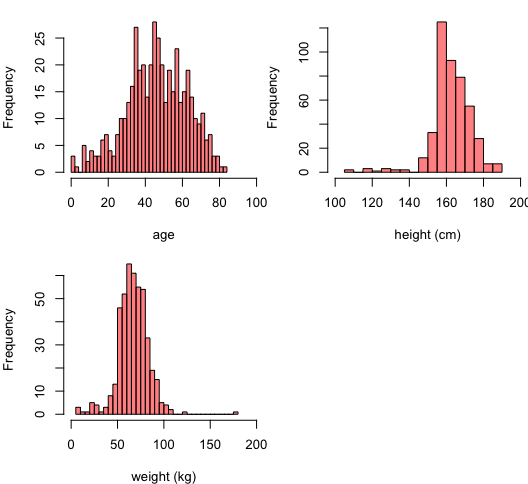 Frequency
0 5 10 15 20 25
0 20 40 60 80 100
age
Frequency
0 20 60 100
100 120 140 160 180 200
height (cm)
Frequency
0 10 30 50
0 50 100 150 200
weight (kg)